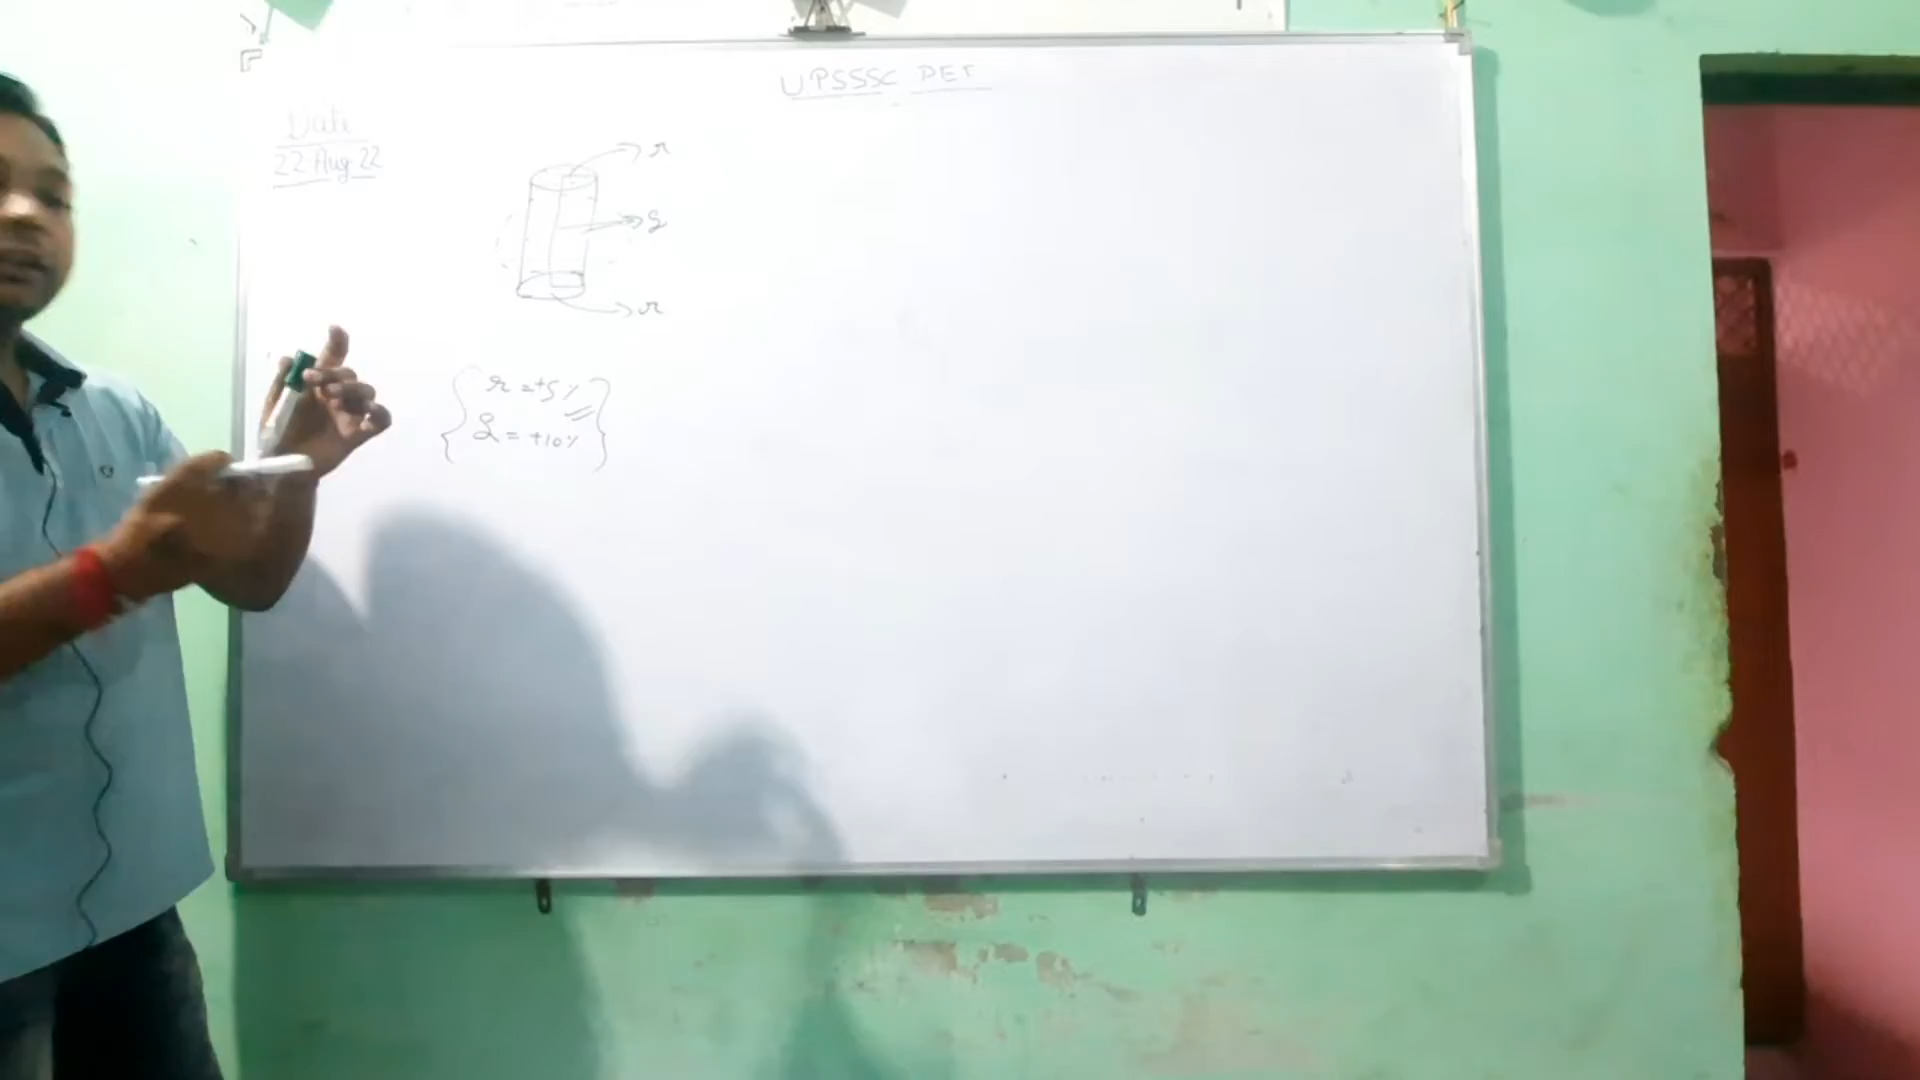 UPSSSC PET
Date
22 Aug 22
r
r
r = +5%
= +10%